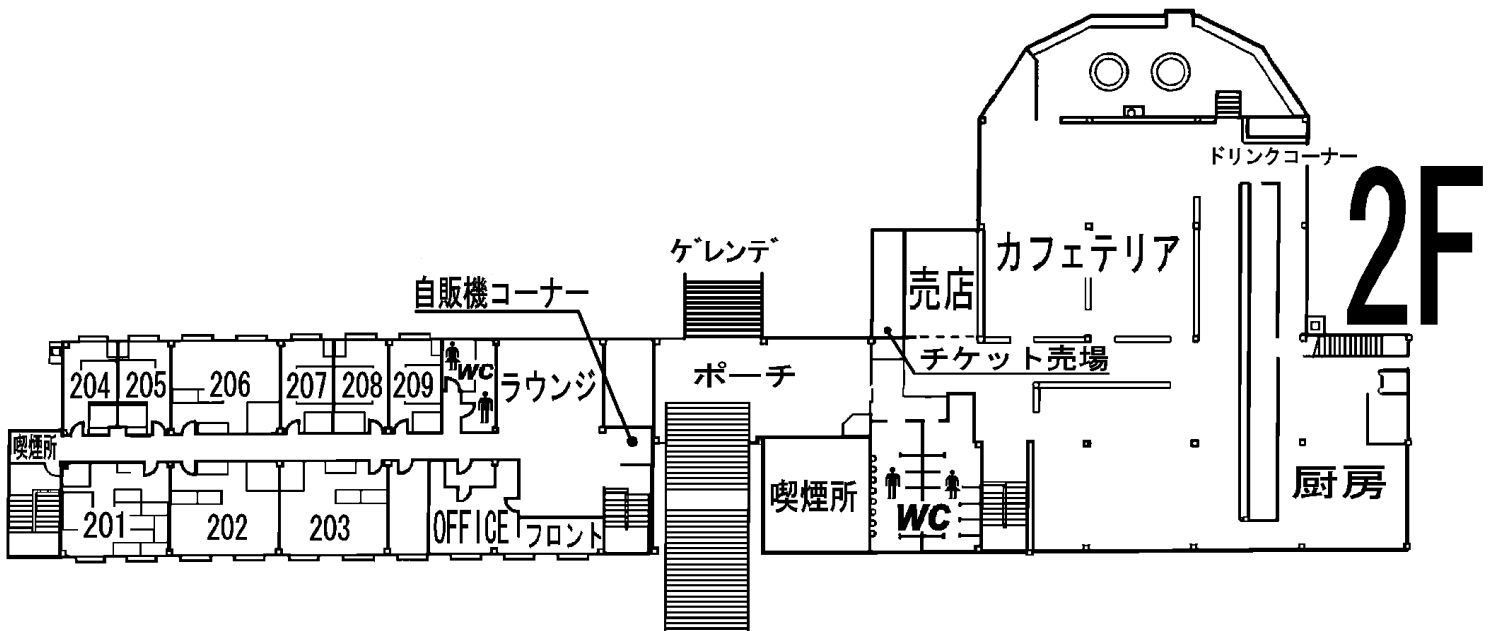 ドリンクコーナー
2F
カフェテリア
ゲレンデ
売店
自販機コーナー
チケット売場
ポーチ
204
205
206
207
208
209
WC
ラウンジ
喫煙所
厨房
喫煙所
201
202
203
OFFICE
フロント
WC